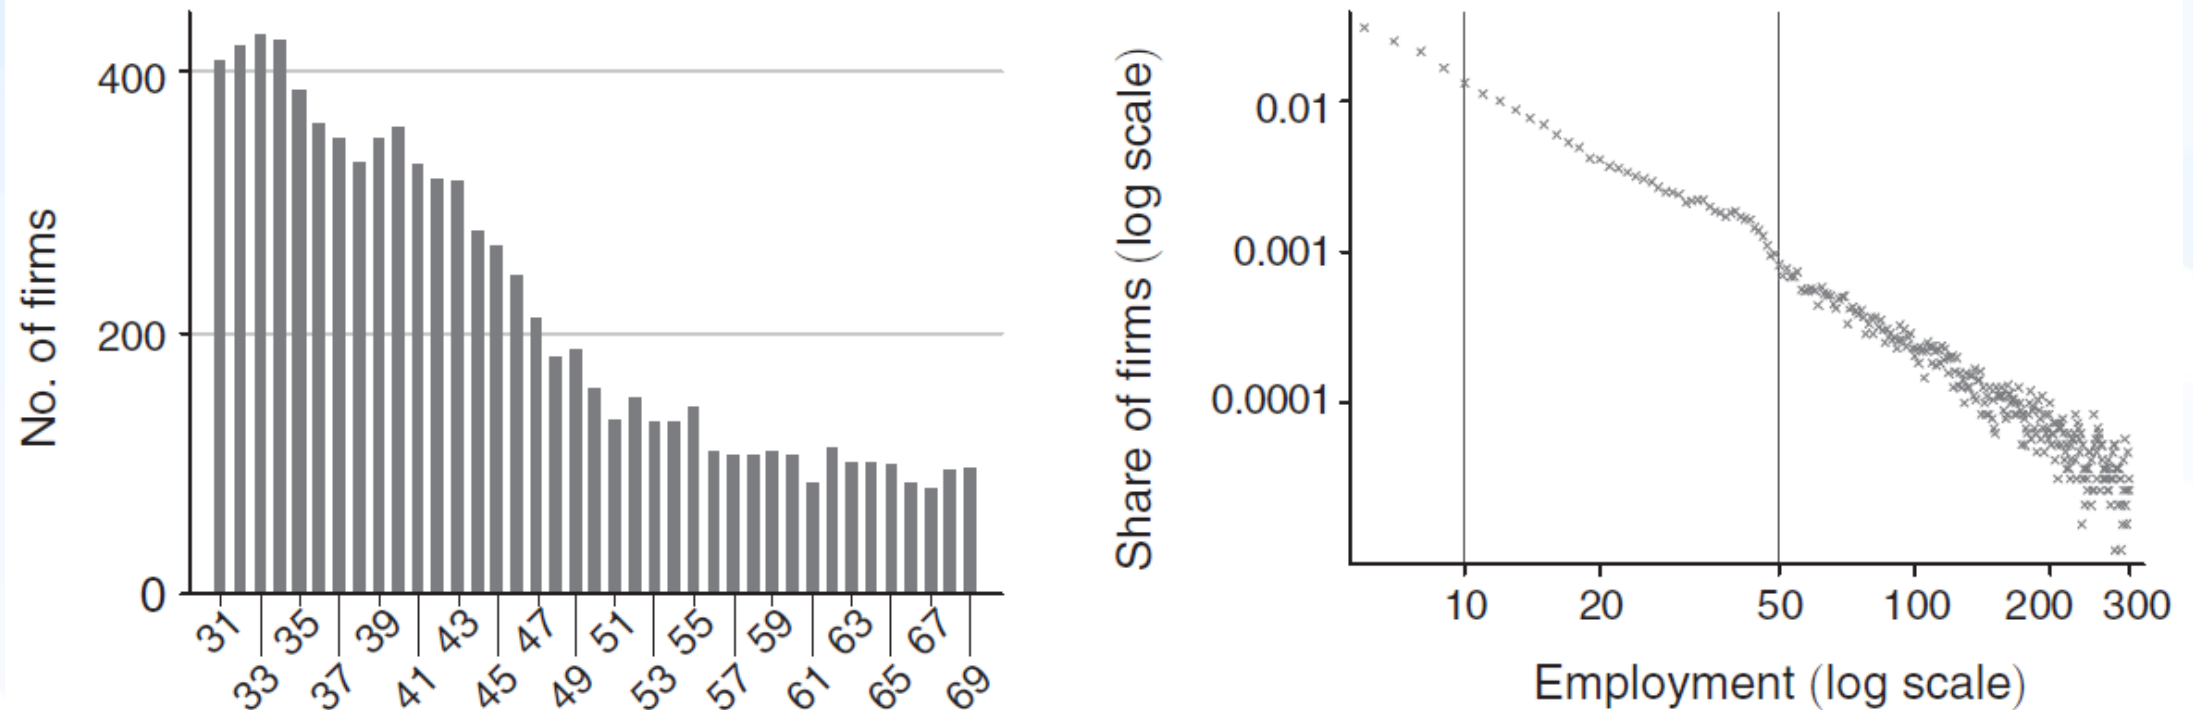 No. of firms
400
200
0
31 35 39 43 47 51 55 59 63 67
33 37 41 45 49 53 57 61 65 69
Share of firms (log scale)
0.01
0.001
0.0001
10 20 50 100 200 300
Employment (log scale)